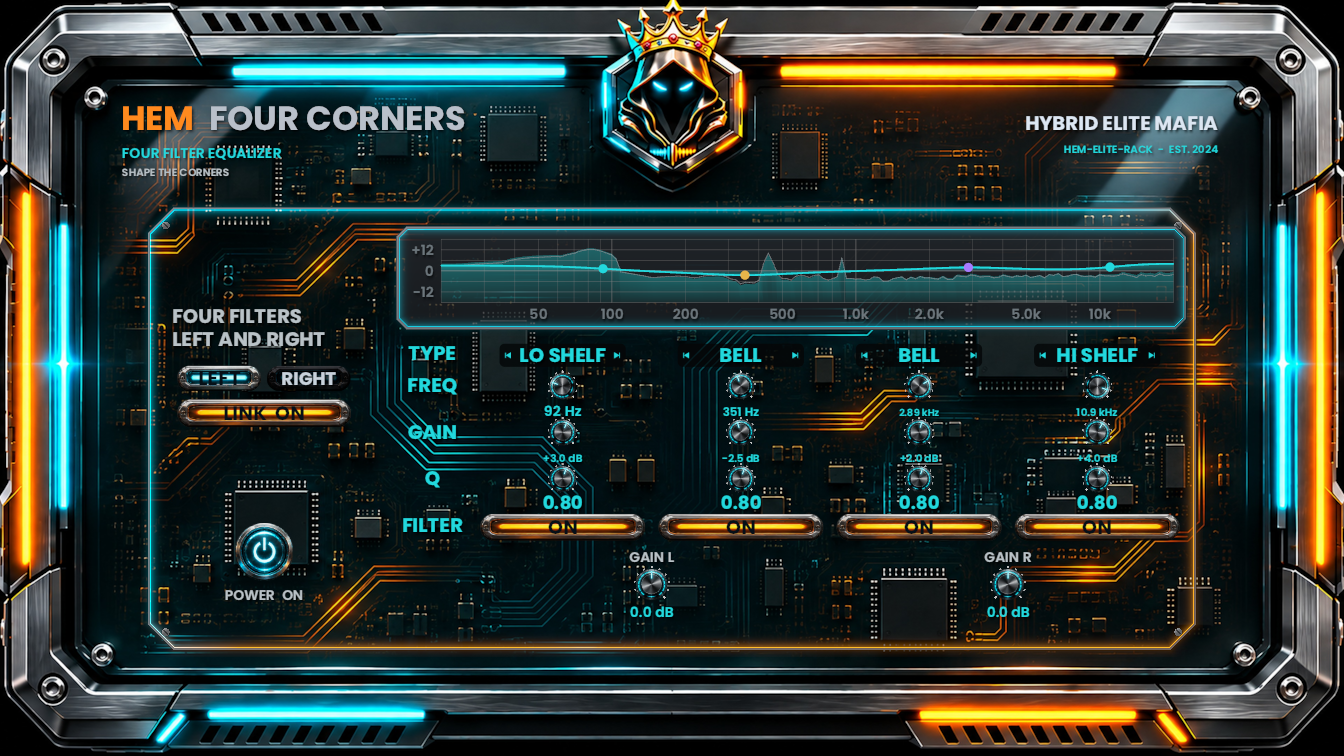 HEM FOUR CORNERS
FOUR FILTER EQUALIZER
SHAPE THE CORNERS
HYBRID ELITE MAFIA
HEM-ELITE-RACK - EST. 2024
+12
0
-12
50 100 200 500 1.0k 2.0k 5.0k 10k
FOUR FILTERS
LEFT AND RIGHT
LEFT RIGHT
LINK ON
TYPE LO SHELF BELL BELL HI SHELF
FREQ
92 Hz 351 Hz 2.89 kHz 10.9 kHz
GAIN
+3.0 dB -2.5 dB +2.0 dB +4.0 dB
Q
0.80 0.80 0.80 0.80
FILTER ON ON ON ON
GAIN L GAIN R
0.0 dB 0.0 dB
POWER ON